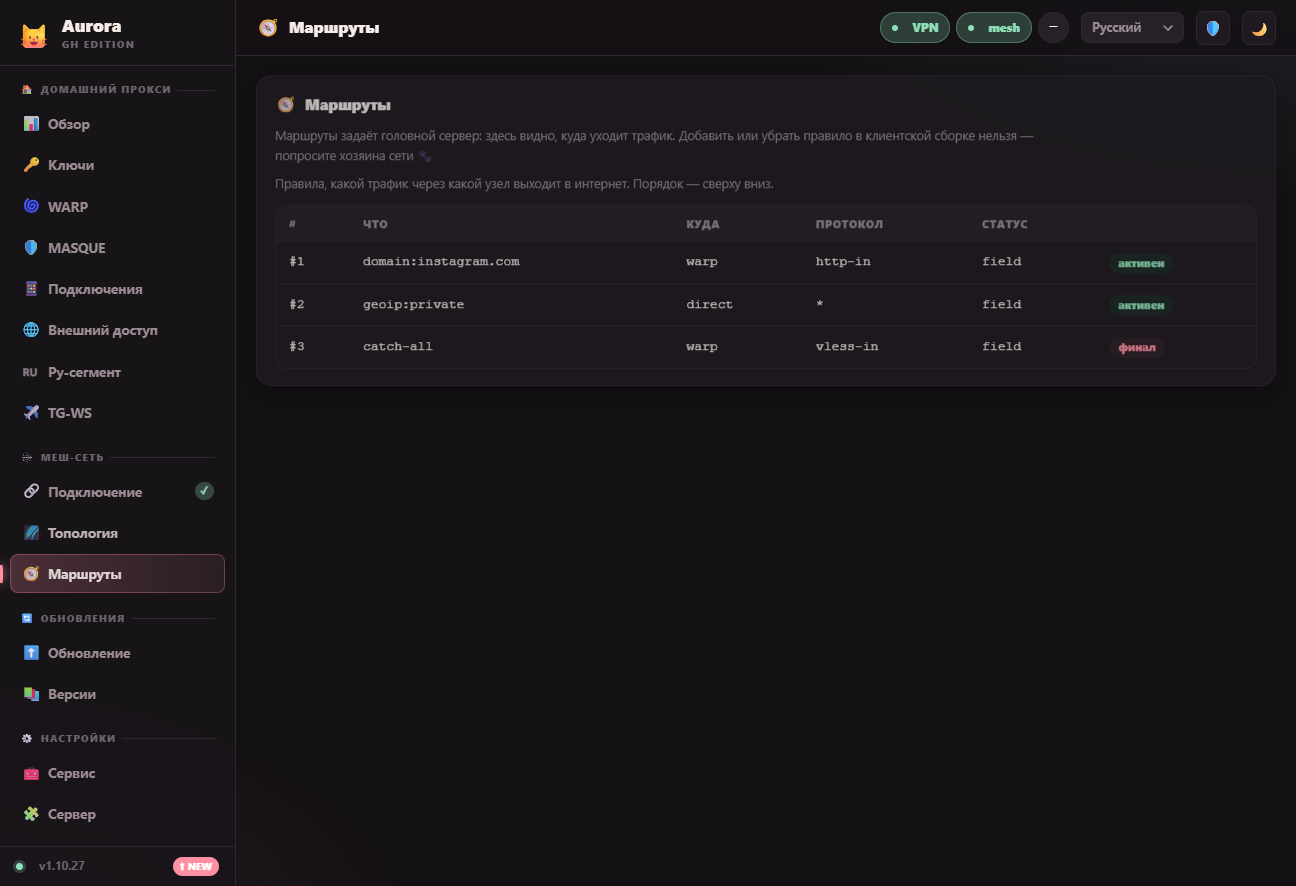 Aurora
GH EDITION
ДОМАШНИЙ ПРОКСИ
Обзор
Ключи
WARP
MASQUE
Подключения
Внешний доступ
RU Ру-сегмент
TG-WS
МЕШ-СЕТЬ
Подключение
Топология
Маршруты
ОБНОВЛЕНИЯ
Обновление
Версии
НАСТРОЙКИ
Сервис
Сервер
v1.10.27
NEW
Маршруты
VPN
mesh
Русский
Маршруты
Маршруты задаёт головной сервер: здесь видно, куда уходит трафик. Добавить или убрать правило в клиентской сборке нельзя —
попросите хозяина сети
Правила, какой трафик через какой узел выходит в интернет. Порядок — сверху вниз.
# ЧТО КУДА ПРОТОКОЛ СТАТУС
#1 domain:instagram.com warp http-in field активен
#2 geoip:private direct * field активен
#3 catch-all warp vless-in field финал